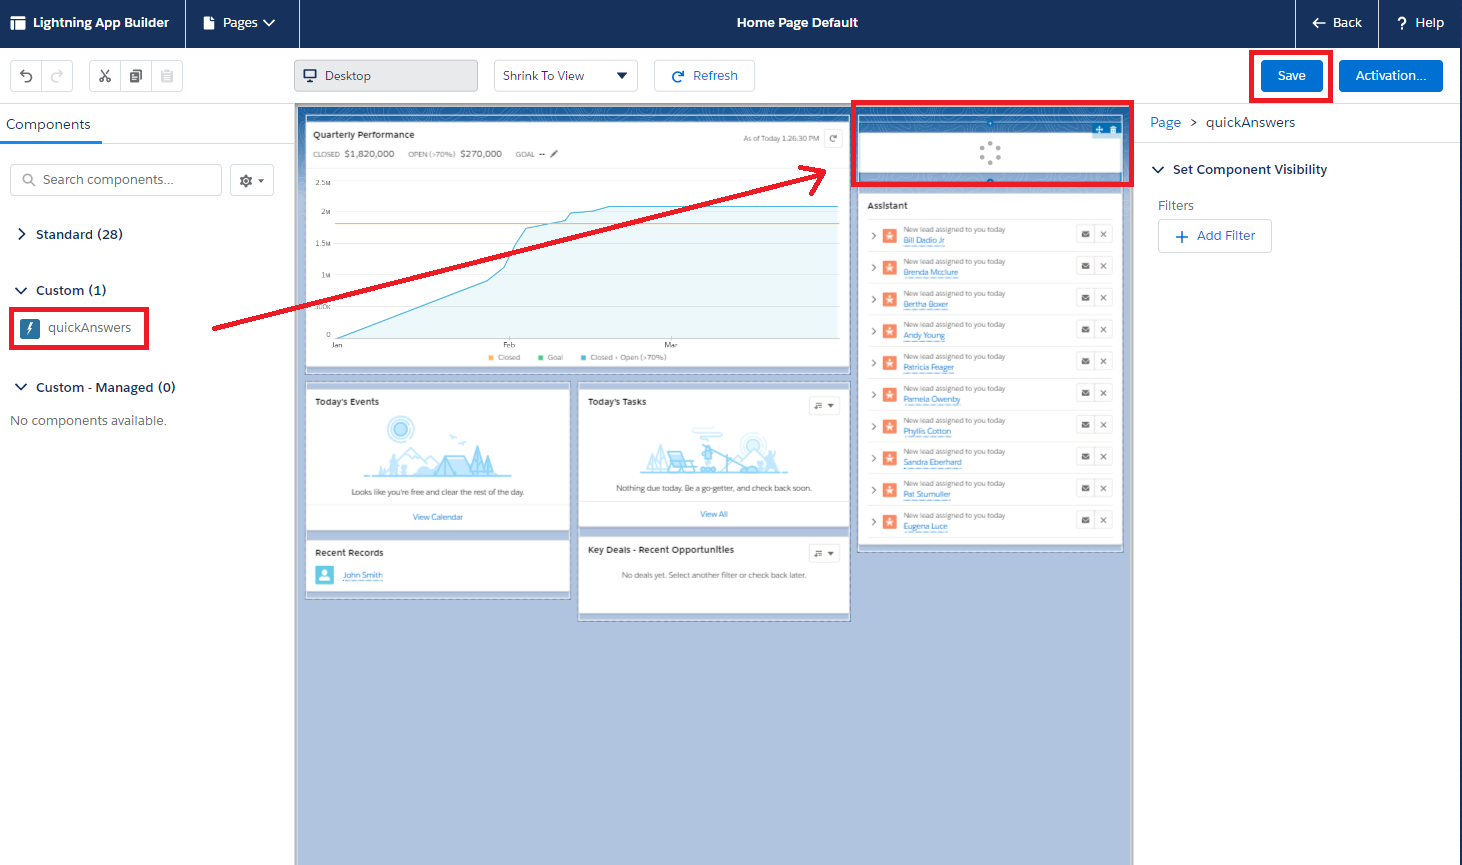 Lightning App Builder
Pages
Home Page Default
Back
? Help
Desktop
Shrink To View
Refresh
Save
Activation...
Components
Search components...
Standard (28)
Custom (1)
quickAnswers
Custom - Managed (0)
No components available.
Quarterly Performance
As of Today 1:26:30 PM
CLOSED $1,820,000 OPEN (>70%) $270,000 GOAL --
2.5M
2M
1.5M
1M
500K
0
Jan
Feb
Mar
Closed
Goal
Closed + Open (>70%)
Today's Events
Looks like you're free and clear the rest of the day.
View Calendar
Recent Records
John Smith
Today's Tasks
Nothing due today. Be a go-getter, and check back soon.
View All
Key Deals - Recent Opportunities
No deals yet. Select another filter or check back later.
Assistant
New lead assigned to you today
Bill Dadio Jr
New lead assigned to you today
Brenda Mcclure
New lead assigned to you today
Bertha Boxer
New lead assigned to you today
Andy Young
New lead assigned to you today
Patricia Feager
New lead assigned to you today
Pamela Owenby
New lead assigned to you today
Phyllis Cotton
New lead assigned to you today
Sandra Eberhard
New lead assigned to you today
Pat Stumuller
New lead assigned to you today
Eugena Luce
Page > quickAnswers
Set Component Visibility
Filters
Add Filter